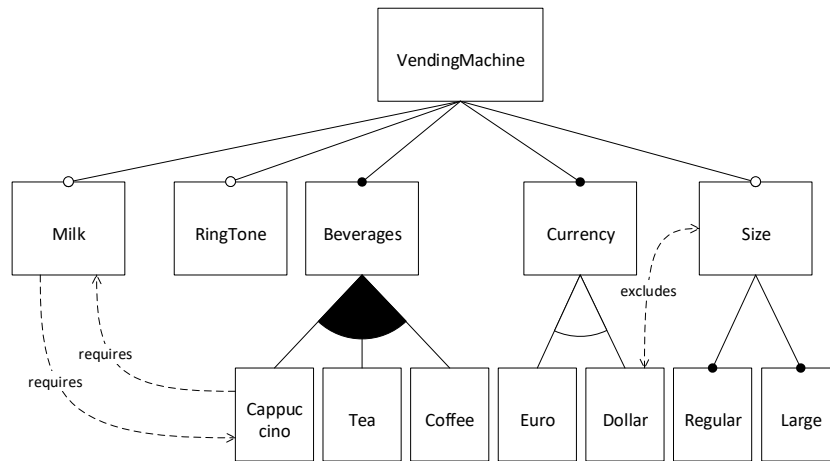 VendingMachine
Milk
RingTone
Beverages
Currency
Size
excludes
requires
requires
Cappuc
cino
Tea
Coffee
Euro
Dollar
Regular
Large